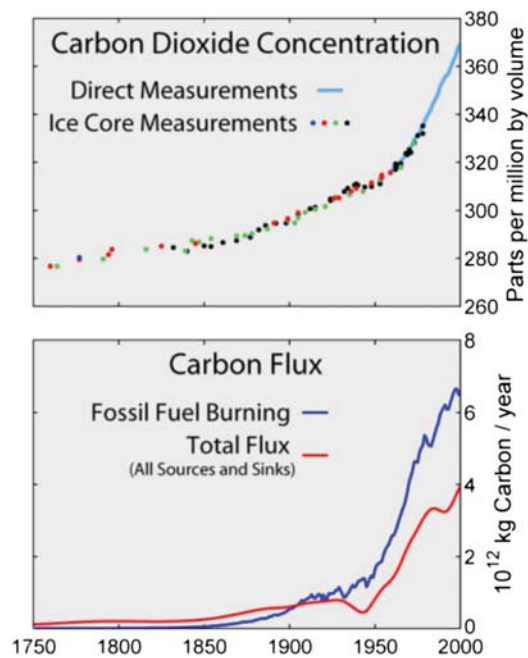 Carbon Dioxide Concentration
Direct Measurements
Ice Core Measurements
380
360
340
320
300
280
260
Parts per million by volume
Carbon Flux
Fossil Fuel Burning
Total Flux
(All Sources and Sinks)
8
6
4
2
0
10¹² kg Carbon / year
1750
1800
1850
1900
1950
2000